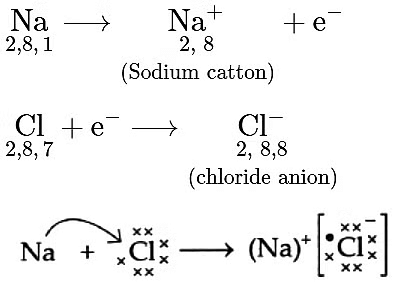 Na ⟶ Na⁺ + e⁻
2,8,1 2, 8
(Sodium catton)
Cl + e⁻ ⟶ Cl⁻
2,8,7 2, 8,8
(chloride anion)
Na + ×Cl ⟶ (Na)⁺ [•×Cl]⁻